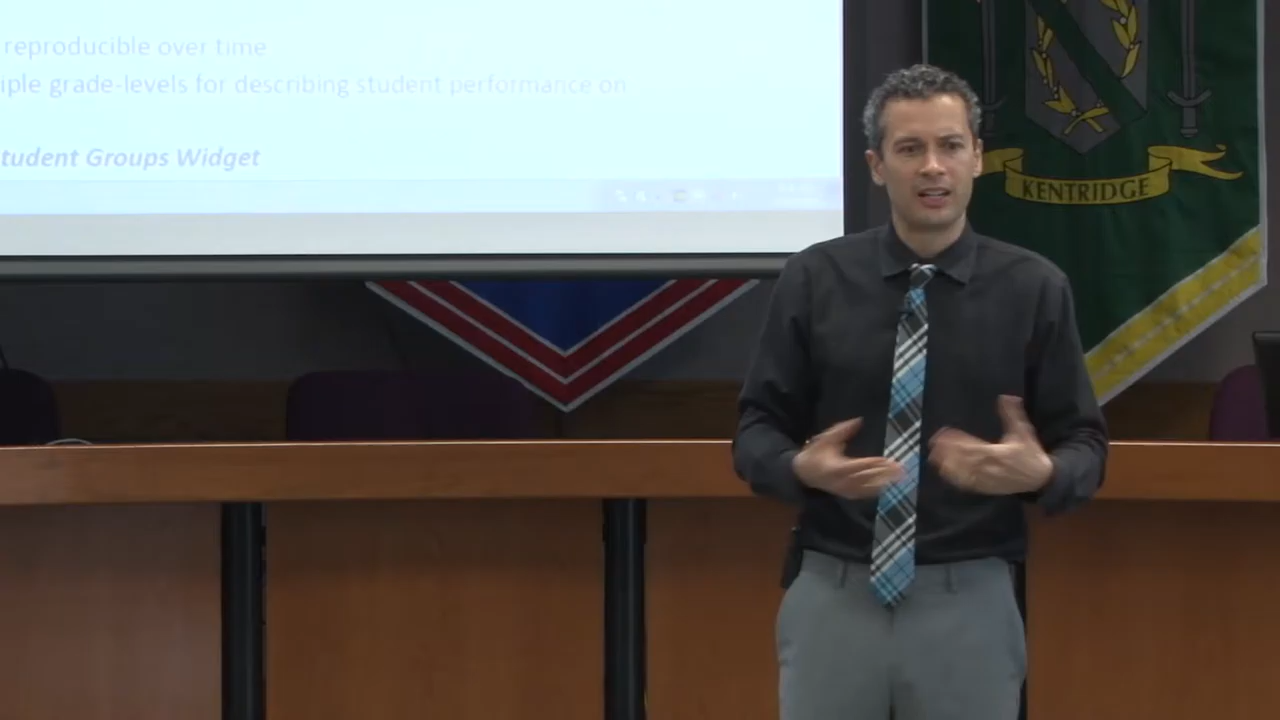 reproducible over time
iple grade-levels for describing student performance on
tudent Groups Widget
KENTRIDGE